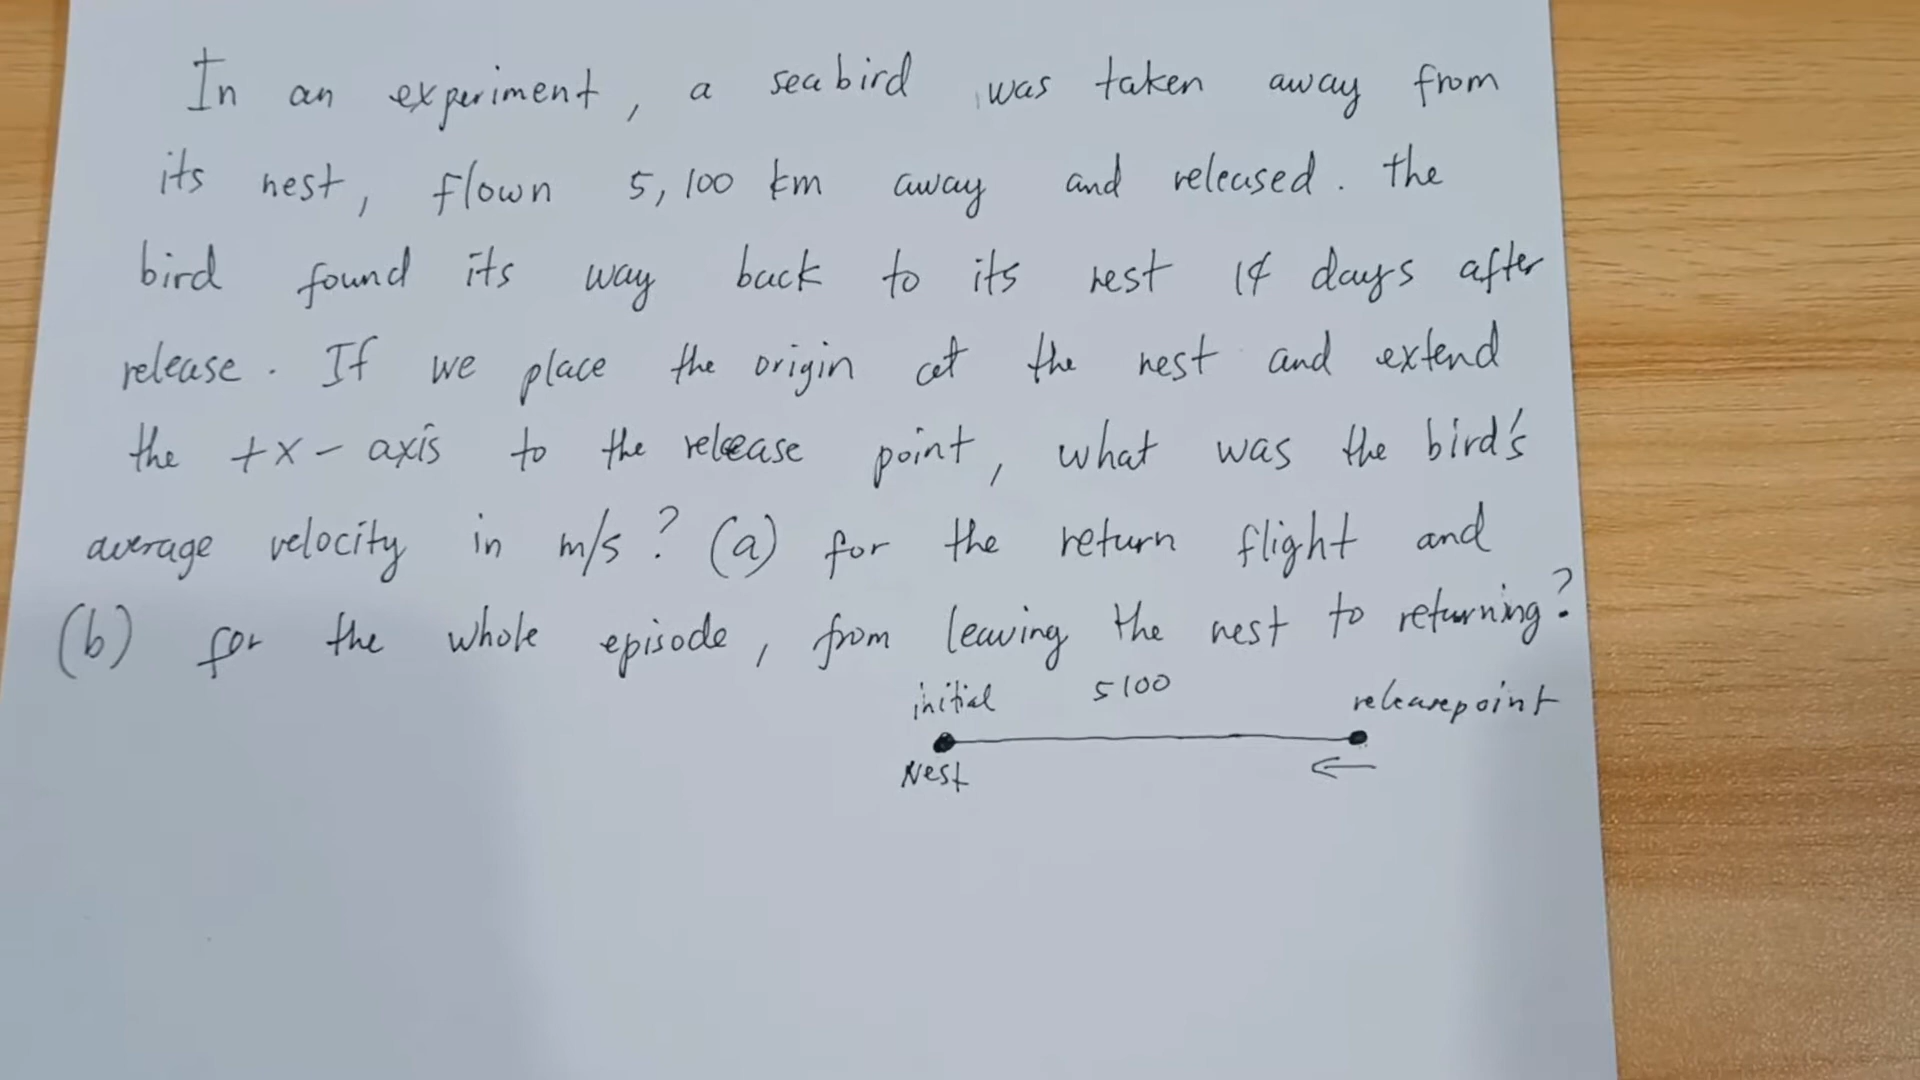 In an experiment, a seabird was taken away from
its nest, flown 5,100 km away and released. the
bird found its way back to its nest 14 days after
release. If we place the origin at the nest and extend
the +x- axis to the release point, what was the bird's
average velocity in m/s? (a) for the return flight and
(b) for the whole episode, from leaving the nest to returning?
initial 5100 releasepoint
Nest